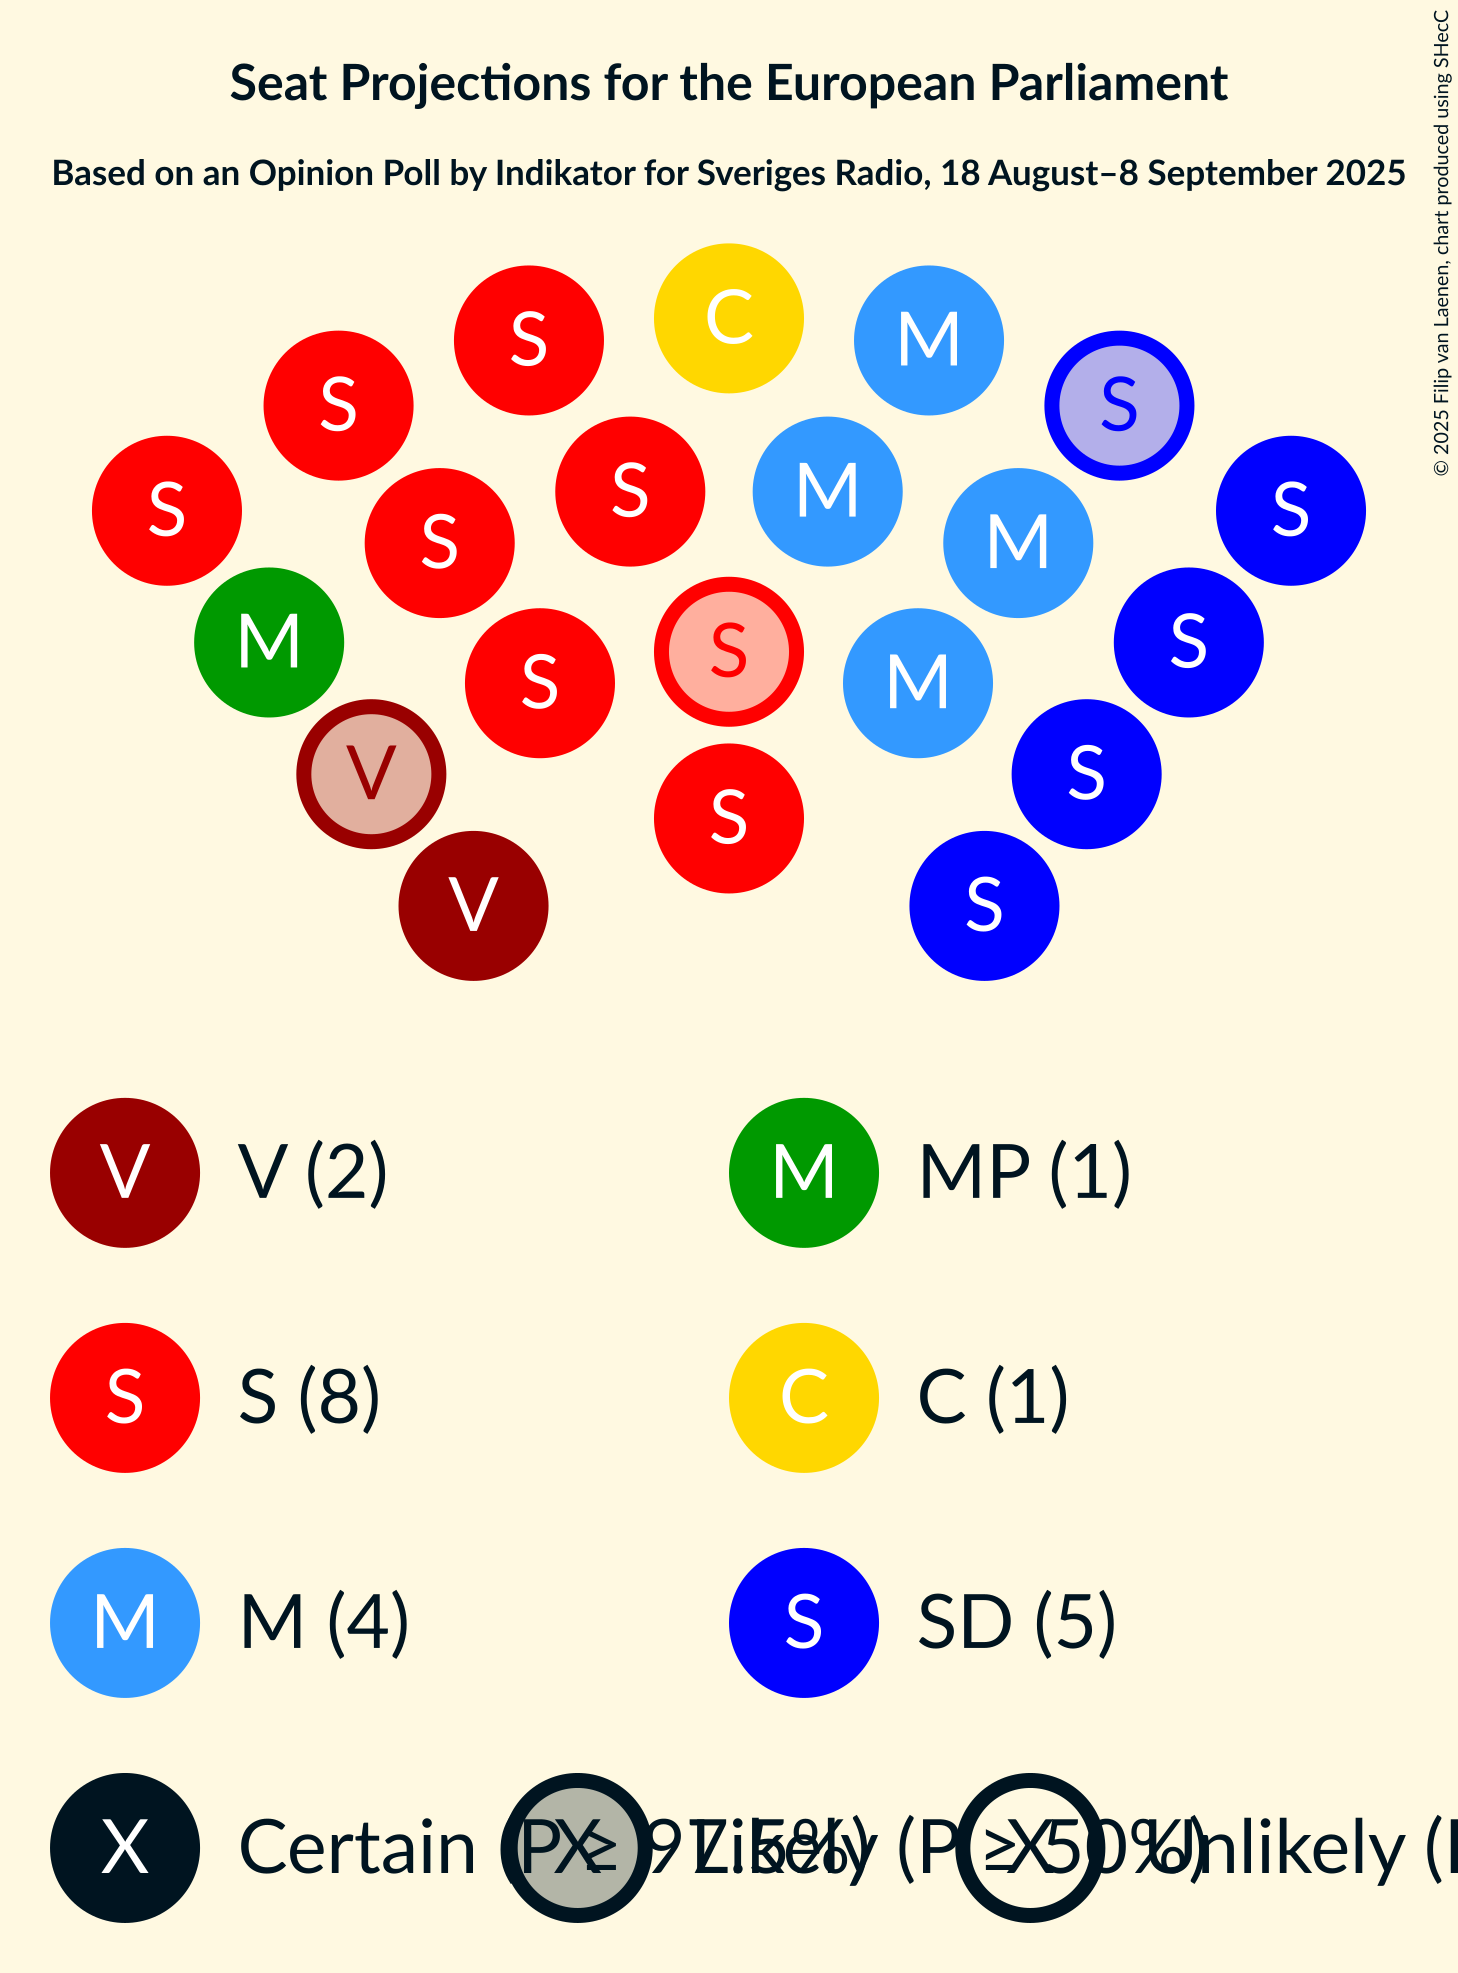 Seat Projections for the European Parliament
Based on an Opinion Poll by Indikator for Sveriges Radio, 18 August–8 September 2025
© 2025 Filip van Laenen, chart produced using SHecC
C
S M
S S
S M
S S
S M
S
M S
S M
V S
S
V S
V V (2)
M MP (1)
S S (8)
C C (1)
M M (4)
S SD (5)
X Certain (P ≥ 97.5%)
X Likely (P ≥ 50%)
X Unlikely